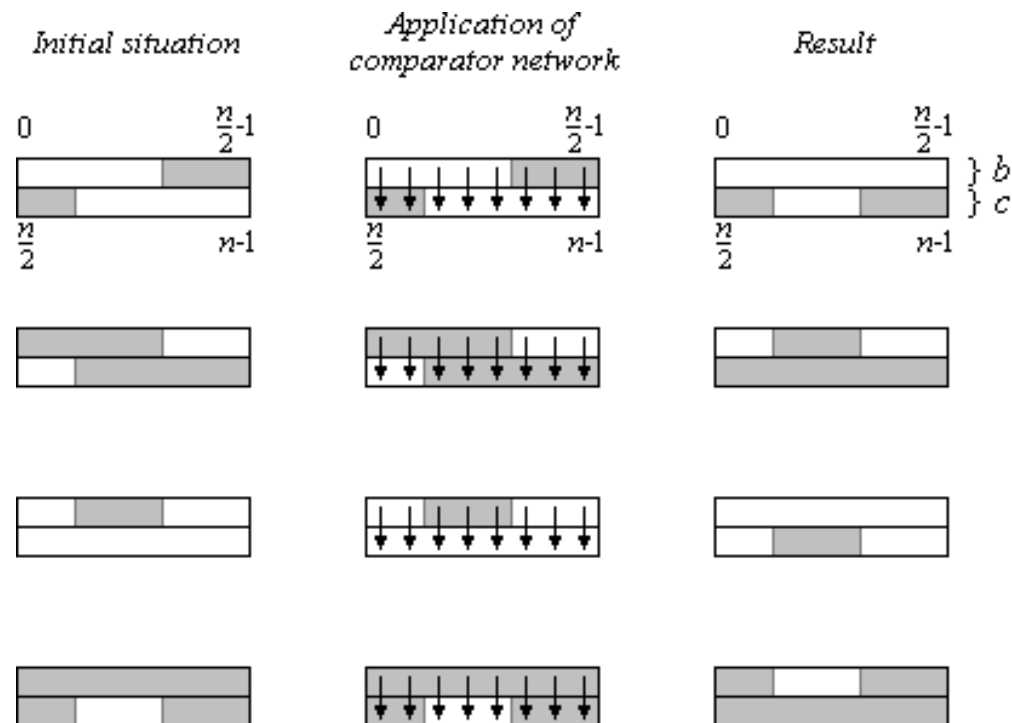 Initial situation
Application of
comparator network
Result
0
n/2-1
0
n/2-1
0
n/2-1
} b
} c
n/2
n-1
n/2
n-1
n/2
n-1